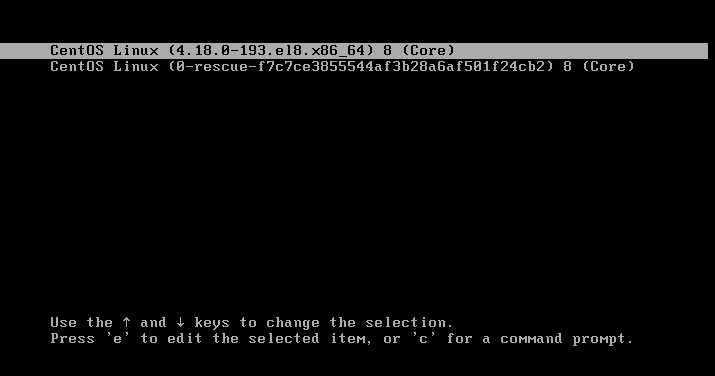 CentOS Linux (4.18.0-193.el8.x86_64) 8 (Core)
CentOS Linux (0-rescue-f7c7ce3855544af3b28a6af501f24cb2) 8 (Core)
Use the ↑ and ↓ keys to change the selection.
Press 'e' to edit the selected item, or 'c' for a command prompt.